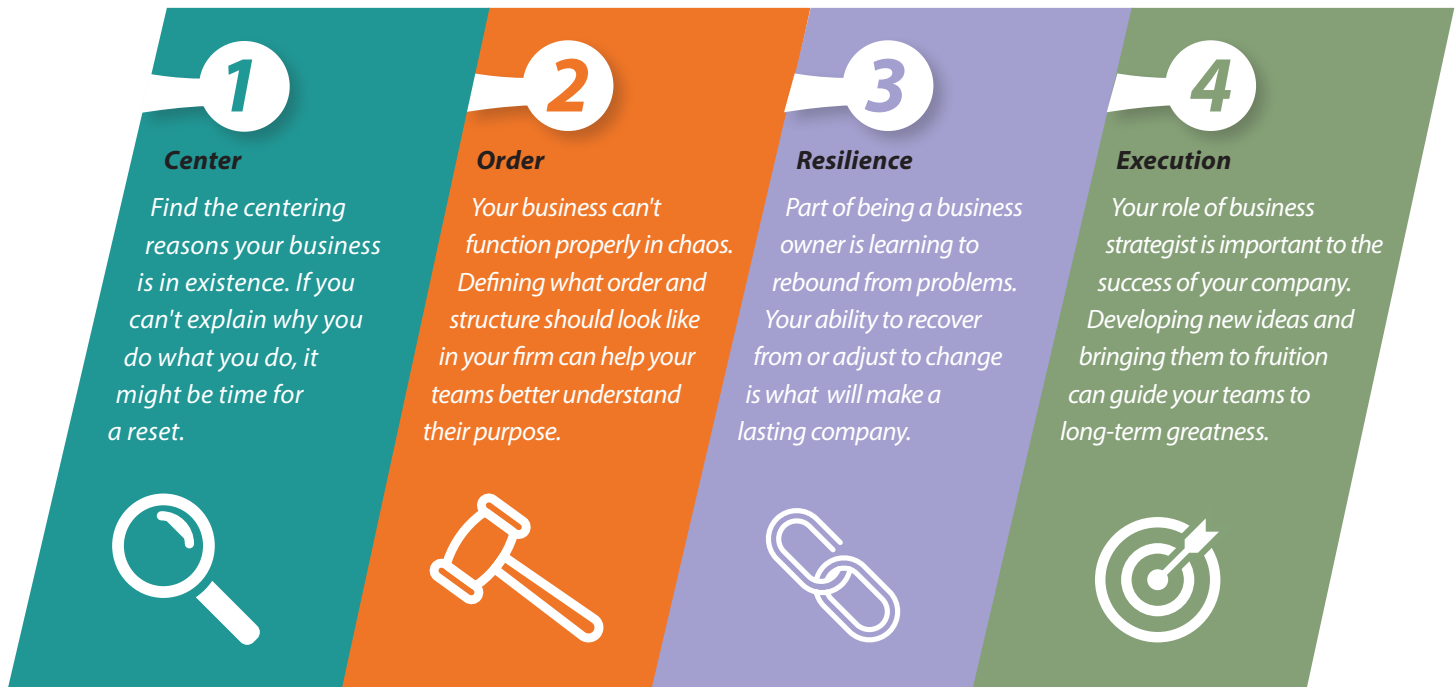 1
Center
Find the centering
reasons your business
is in existence. If you
can't explain why you
do what you do, it
might be time for
a reset.
2
Order
Your business can't
function properly in chaos.
Defining what order and
structure should look like
in your firm can help your
teams better understand
their purpose.
3
Resilience
Part of being a business
owner is learning to
rebound from problems.
Your ability to recover
from or adjust to change
is what will make a
lasting company.
4
Execution
Your role of business
strategist is important to the
success of your company.
Developing new ideas and
bringing them to fruition
can guide your teams to
long-term greatness.